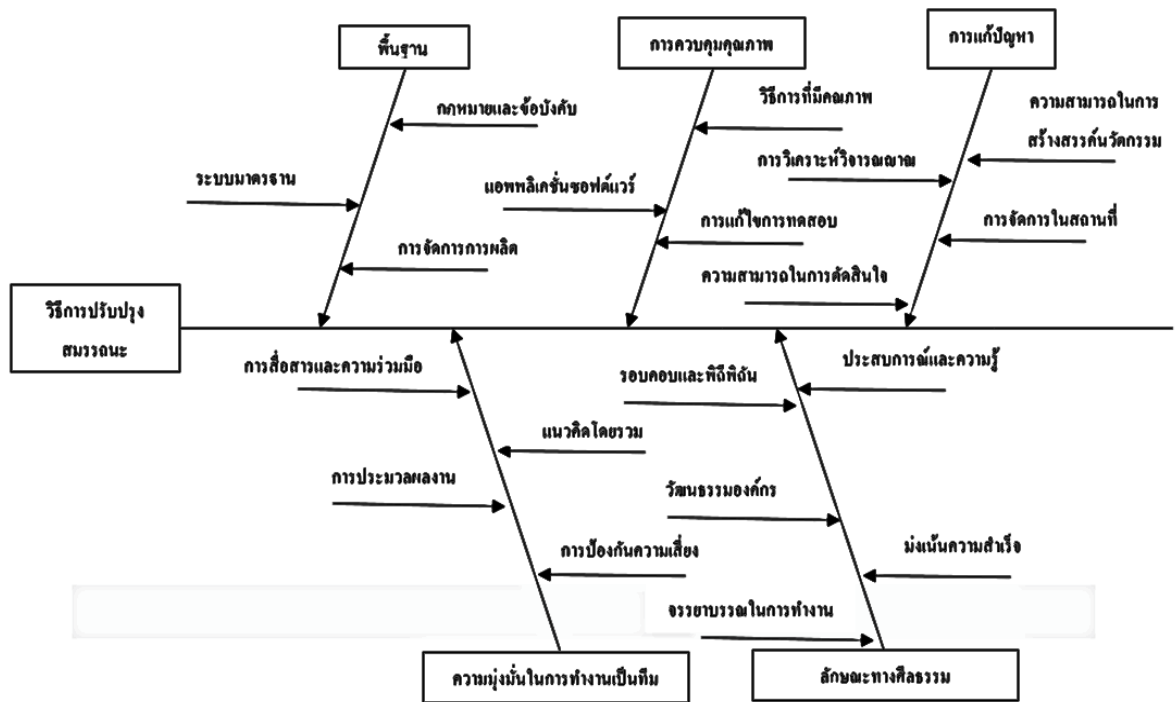 พื้นฐาน
การควบคุมคุณภาพ
การแก้ปัญหา
กฎหมายและข้อบังคับ
วิธีการที่มีคุณภาพ
ความสามารถในการ
สร้างสรรค์นวัตกรรม
ระบบมาตรฐาน
แอพพลิเคชั่นซอฟต์แวร์
การวิเคราะห์วิจารณญาณ
การจัดการการผลิต
การแก้ไขการทดสอบ
การจัดการในสถานที่
ความสามารถในการตัดสินใจ
วิธีการปรับปรุง
สมรรถนะ
การสื่อสารและความร่วมมือ
รอบคอบและพิถีพิถัน
ประสบการณ์และความรู้
แนวคิดโดยรวม
การประมวลผลงาน
วัฒนธรรมองค์กร
การป้องกันความเสี่ยง
มุ่งเน้นความสำเร็จ
จรรยาบรรณในการทำงาน
ความมุ่งมั่นในการทำงานเป็นทีม
ลักษณะทางศีลธรรม